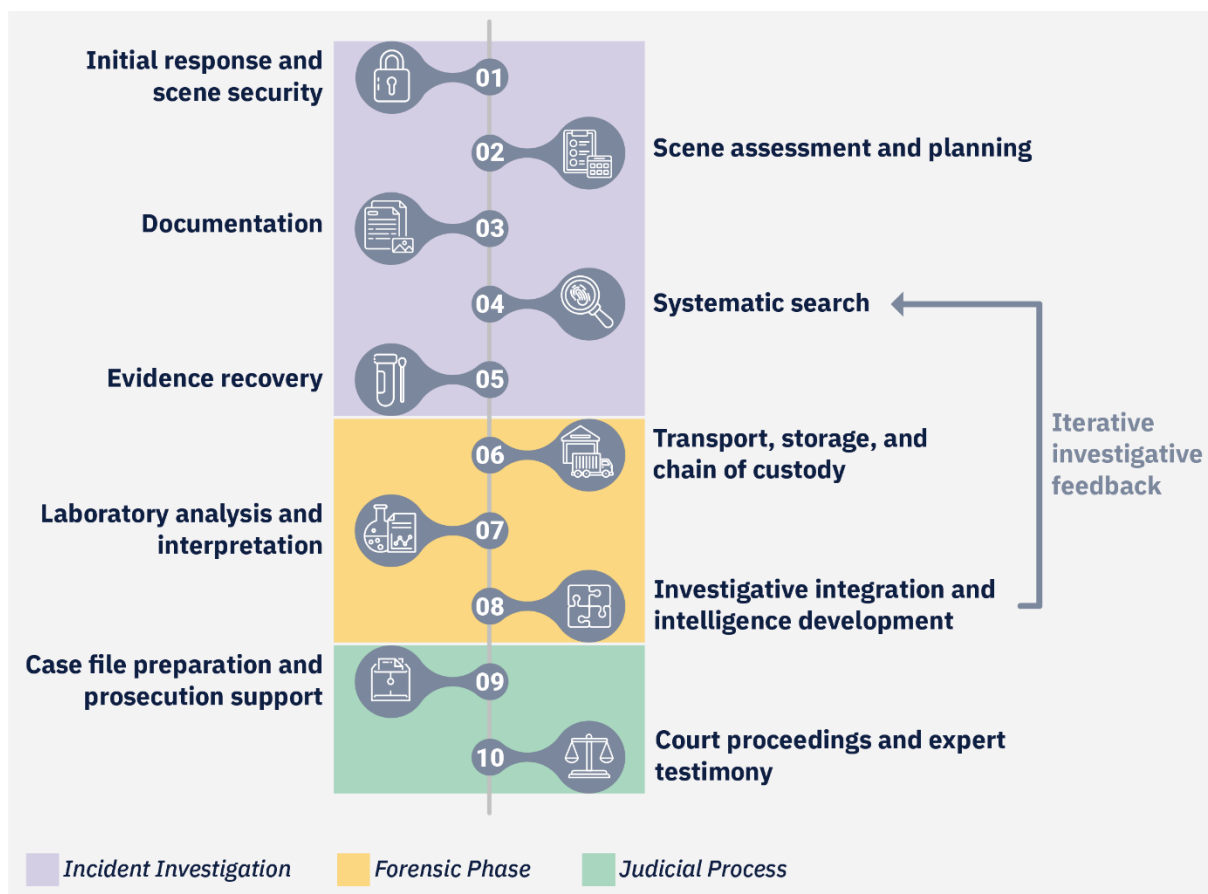 Initial response and
scene security
01
02
Scene assessment and planning
Documentation
03
04
Systematic search
Evidence recovery
05
06
Transport, storage, and
chain of custody
Iterative
investigative
feedback
Laboratory analysis and
interpretation
07
08
Investigative integration and
intelligence development
Case file preparation and
prosecution support
09
10
Court proceedings and expert
testimony
Incident Investigation
Forensic Phase
Judicial Process